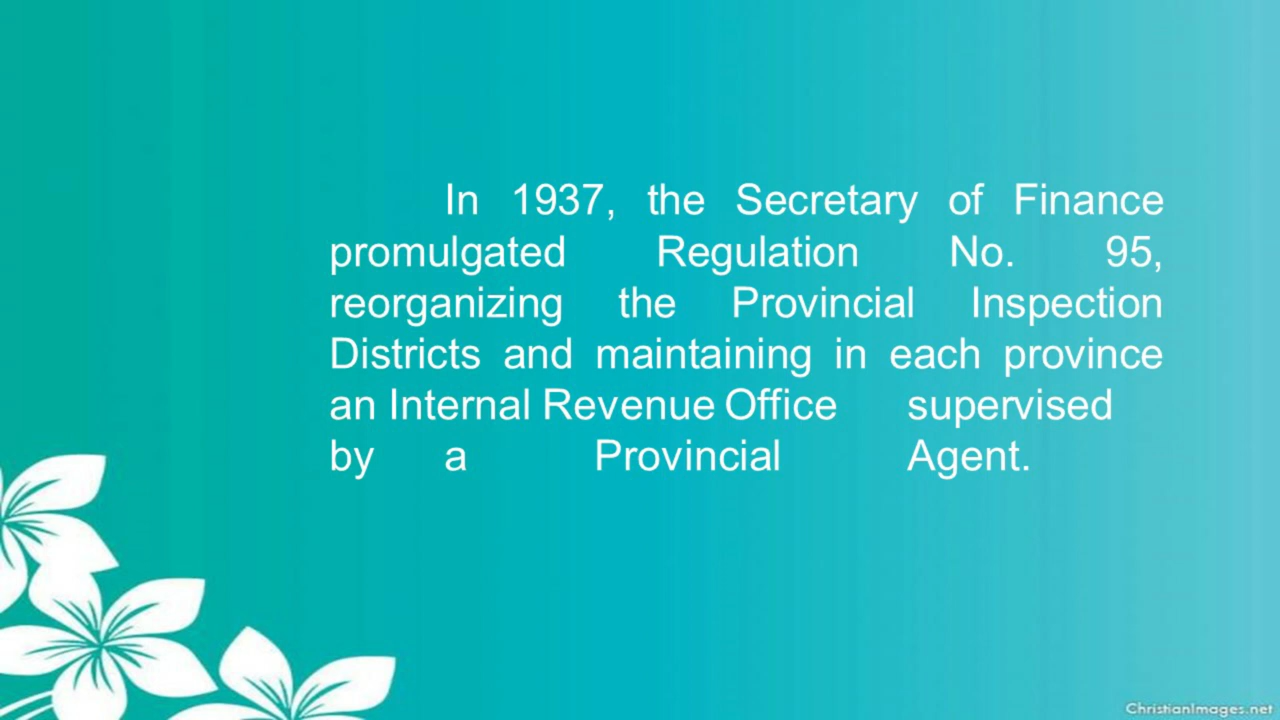 In 1937, the Secretary of Finance
promulgated Regulation No. 95,
reorganizing the Provincial Inspection
Districts and maintaining in each province
an Internal Revenue Office supervised
by a Provincial Agent.
ChristianImages.net